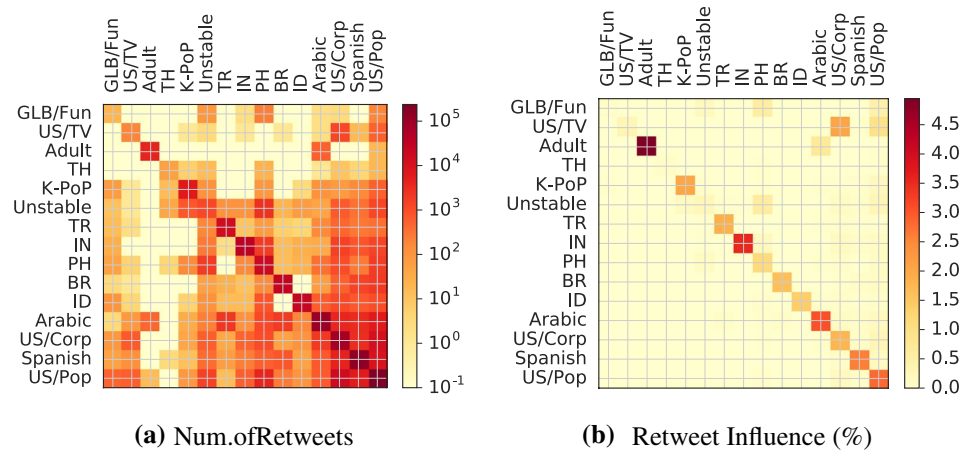 GLB/Fun
US/TV
Adult
TH
K-PoP
Unstable
TR
IN
PH
BR
ID
Arabic
US/Corp
Spanish
US/Pop
GLB/Fun
US/TV
Adult
TH
K-PoP
Unstable
TR
IN
PH
BR
ID
Arabic
US/Corp
Spanish
US/Pop
10^5
10^4
10^3
10^2
10^1
10^0
10^-1
(a) Num.ofRetweets
GLB/Fun
US/TV
Adult
TH
K-PoP
Unstable
TR
IN
PH
BR
ID
Arabic
US/Corp
Spanish
US/Pop
GLB/Fun
US/TV
Adult
TH
K-PoP
Unstable
TR
IN
PH
BR
ID
Arabic
US/Corp
Spanish
US/Pop
4.5
4.0
3.5
3.0
2.5
2.0
1.5
1.0
0.5
0.0
(b) Retweet Influence (%)